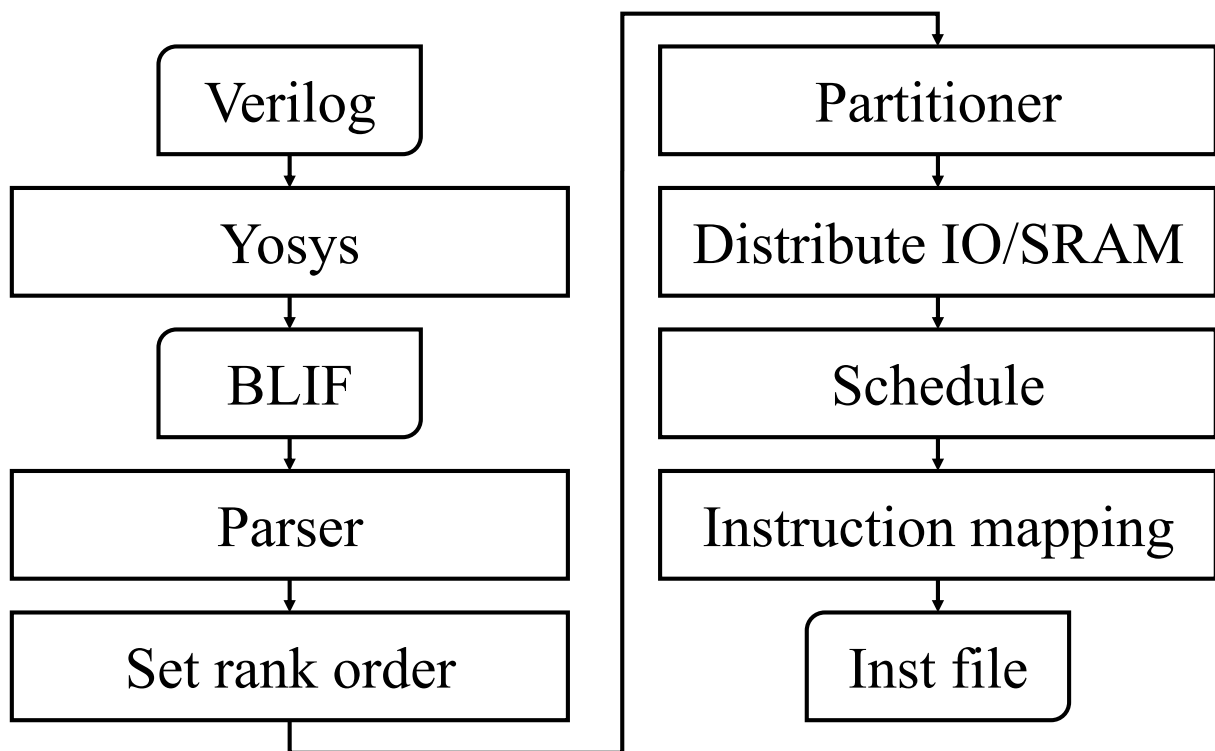 Verilog
Yosys
BLIF
Parser
Set rank order
Partitioner
Distribute IO/SRAM
Schedule
Instruction mapping
Inst file